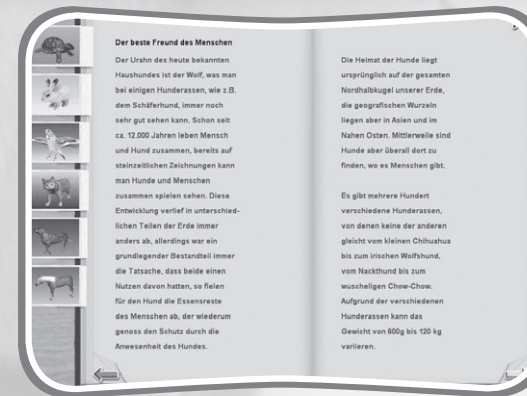 Der beste Freund des Menschen
Der Urahn des heute bekannten
Haushundes ist der Wolf, was man
bei einigen Hunderassen, wie z.B.
dem Schäferhund, immer noch
sehr gut sehen kann. Schon seit
ca. 12.000 Jahren leben Mensch
und Hund zusammen, bereits auf
steinzeitlichen Zeichnungen kann
man Hunde und Menschen
zusammen spielen sehen. Diese
Entwicklung verlief in unterschied-
lichen Teilen der Erde immer
anders ab, allerdings war ein
grundlegender Bestandteil immer
die Tatsache, dass beide einen
Nutzen davon hatten, so fielen
für den Hund die Essensreste
des Menschen ab, der wiederum
genoss den Schutz durch die
Anwesenheit des Hundes.
Die Heimat der Hunde liegt
ursprünglich auf der gesamten
Nordhalbkugel unserer Erde,
die geografischen Wurzeln
liegen aber in Asien und im
Nahen Osten. Mittlerweile sind
Hunde aber überall dort zu
finden, wo es Menschen gibt.
Es gibt mehrere Hundert
verschiedene Hunderassen,
von denen keine der anderen
gleicht vom kleinen Chihuahua
bis zum irischen Wolfshund,
vom Nackthund bis zum
wuscheligen Chow-Chow.
Aufgrund der verschiedenen
Hunderassen kann das
Gewicht von 600g bis 120 kg
variieren.